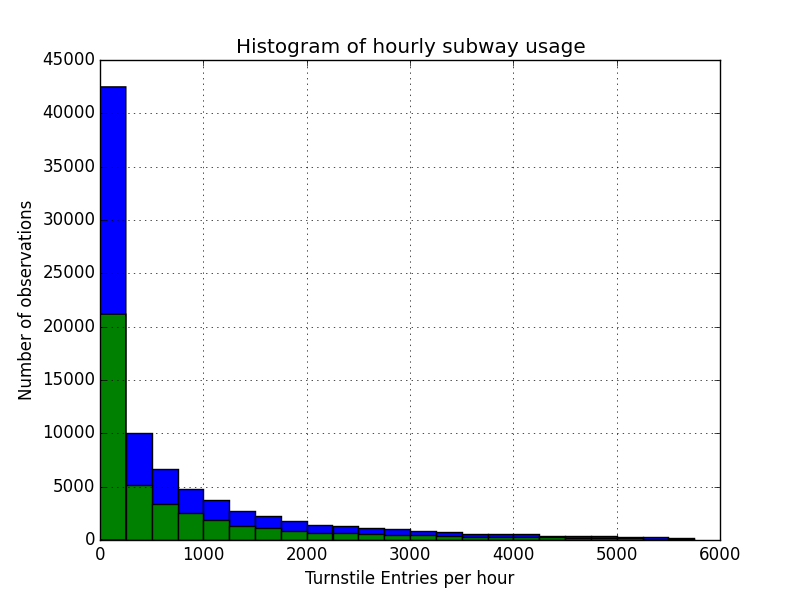 Histogram of hourly subway usage
45000
40000
35000
30000
25000
20000
15000
10000
5000
0
0 1000 2000 3000 4000 5000 6000
Number of observations
Turnstile Entries per hour